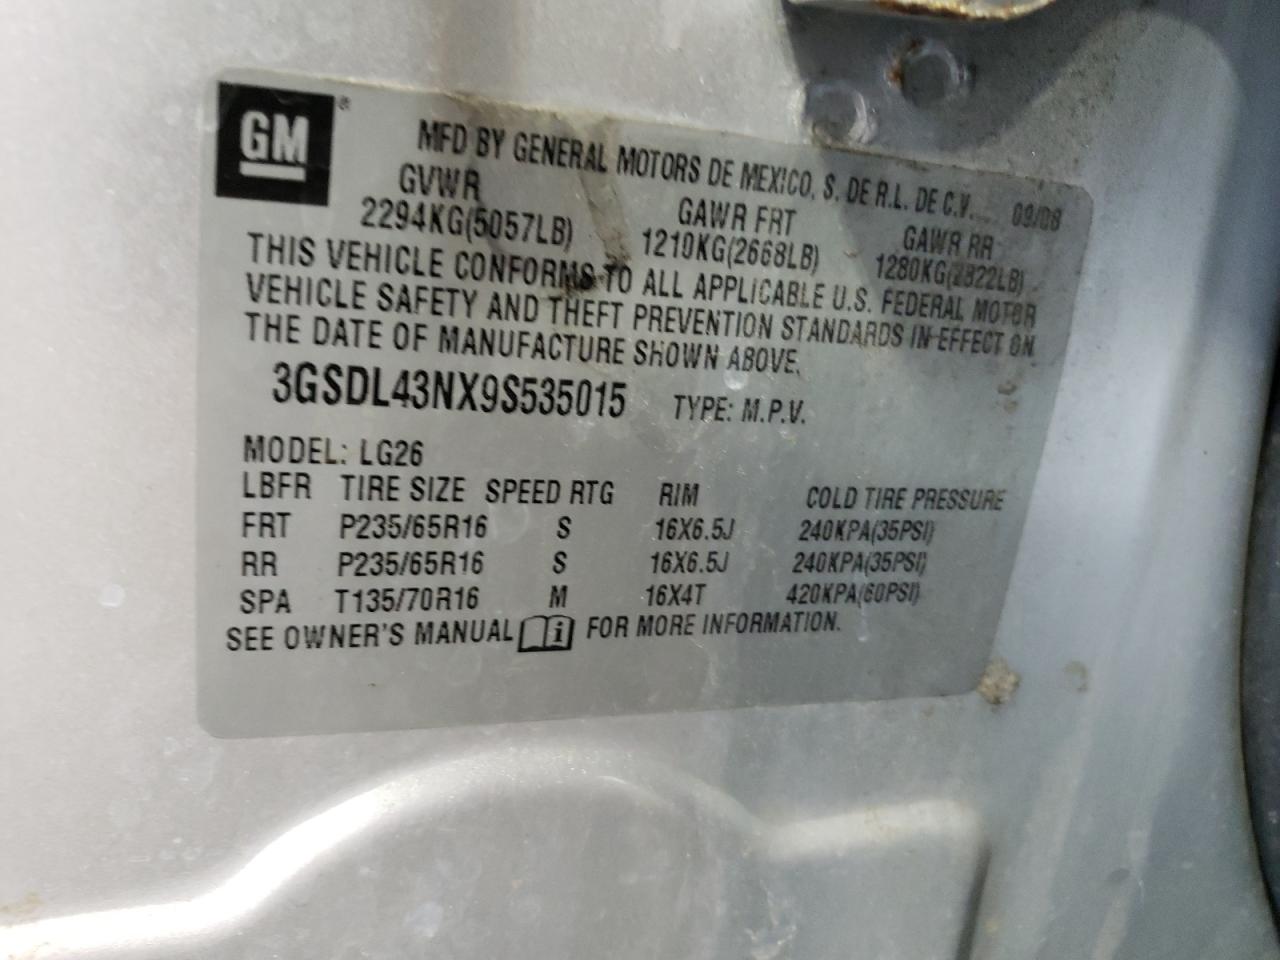 GM ®
MFD BY GENERAL MOTORS DE MEXICO, S. DE R.L. DE C.V. 09/08
GVWR GAWR FRT GAWR RR
2294KG(5057LB) 1210KG(2668LB) 1280KG(2822LB)
THIS VEHICLE CONFORMS TO ALL APPLICABLE U.S. FEDERAL MOTOR
VEHICLE SAFETY AND THEFT PREVENTION STANDARDS IN EFFECT ON
THE DATE OF MANUFACTURE SHOWN ABOVE.
3GSDL43NX9S535015 TYPE: M.P.V.
MODEL: LG26
LBFR TIRE SIZE SPEED RTG RIM COLD TIRE PRESSURE
FRT P235/65R16 S 16X6.5J 240KPA(35PSI)
RR P235/65R16 S 16X6.5J 240KPA(35PSI)
SPA T135/70R16 M 16X4T 420KPA(60PSI)
SEE OWNER'S MANUAL i FOR MORE INFORMATION.